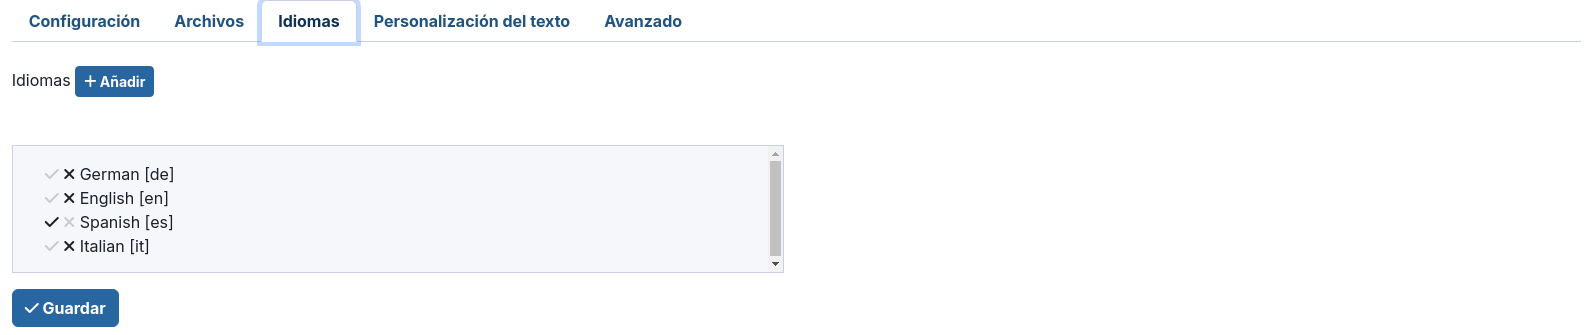 Configuración Archivos Idiomas Personalización del texto Avanzado
Idiomas Añadir
German [de]
English [en]
Spanish [es]
Italian [it]
Guardar